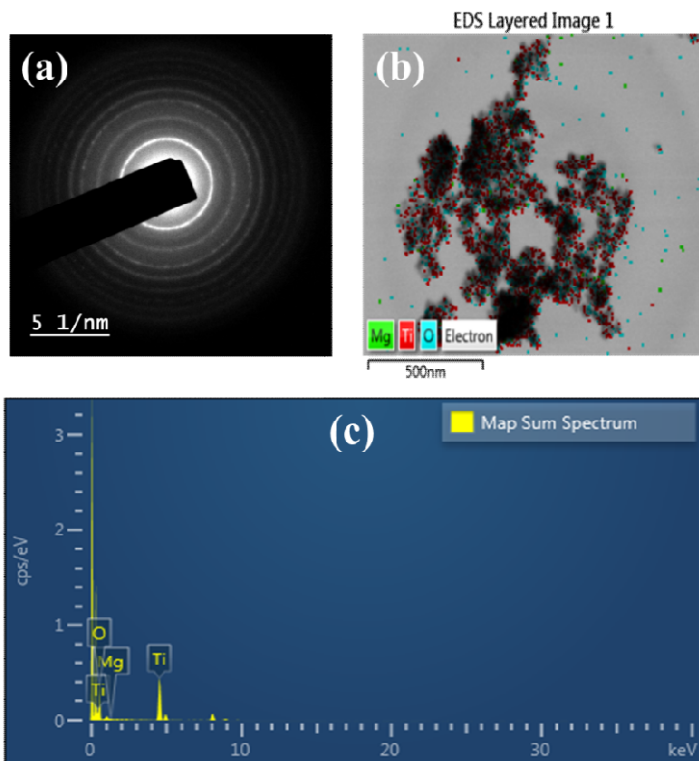 EDS Layered Image 1
(a)
(b)
5 1/nm
Mg Ti O Electron
500nm
(c)
Map Sum Spectrum
3
2
1
0
cps/eV
O
Mg
Ti
Ti
0 10 20 30 keV